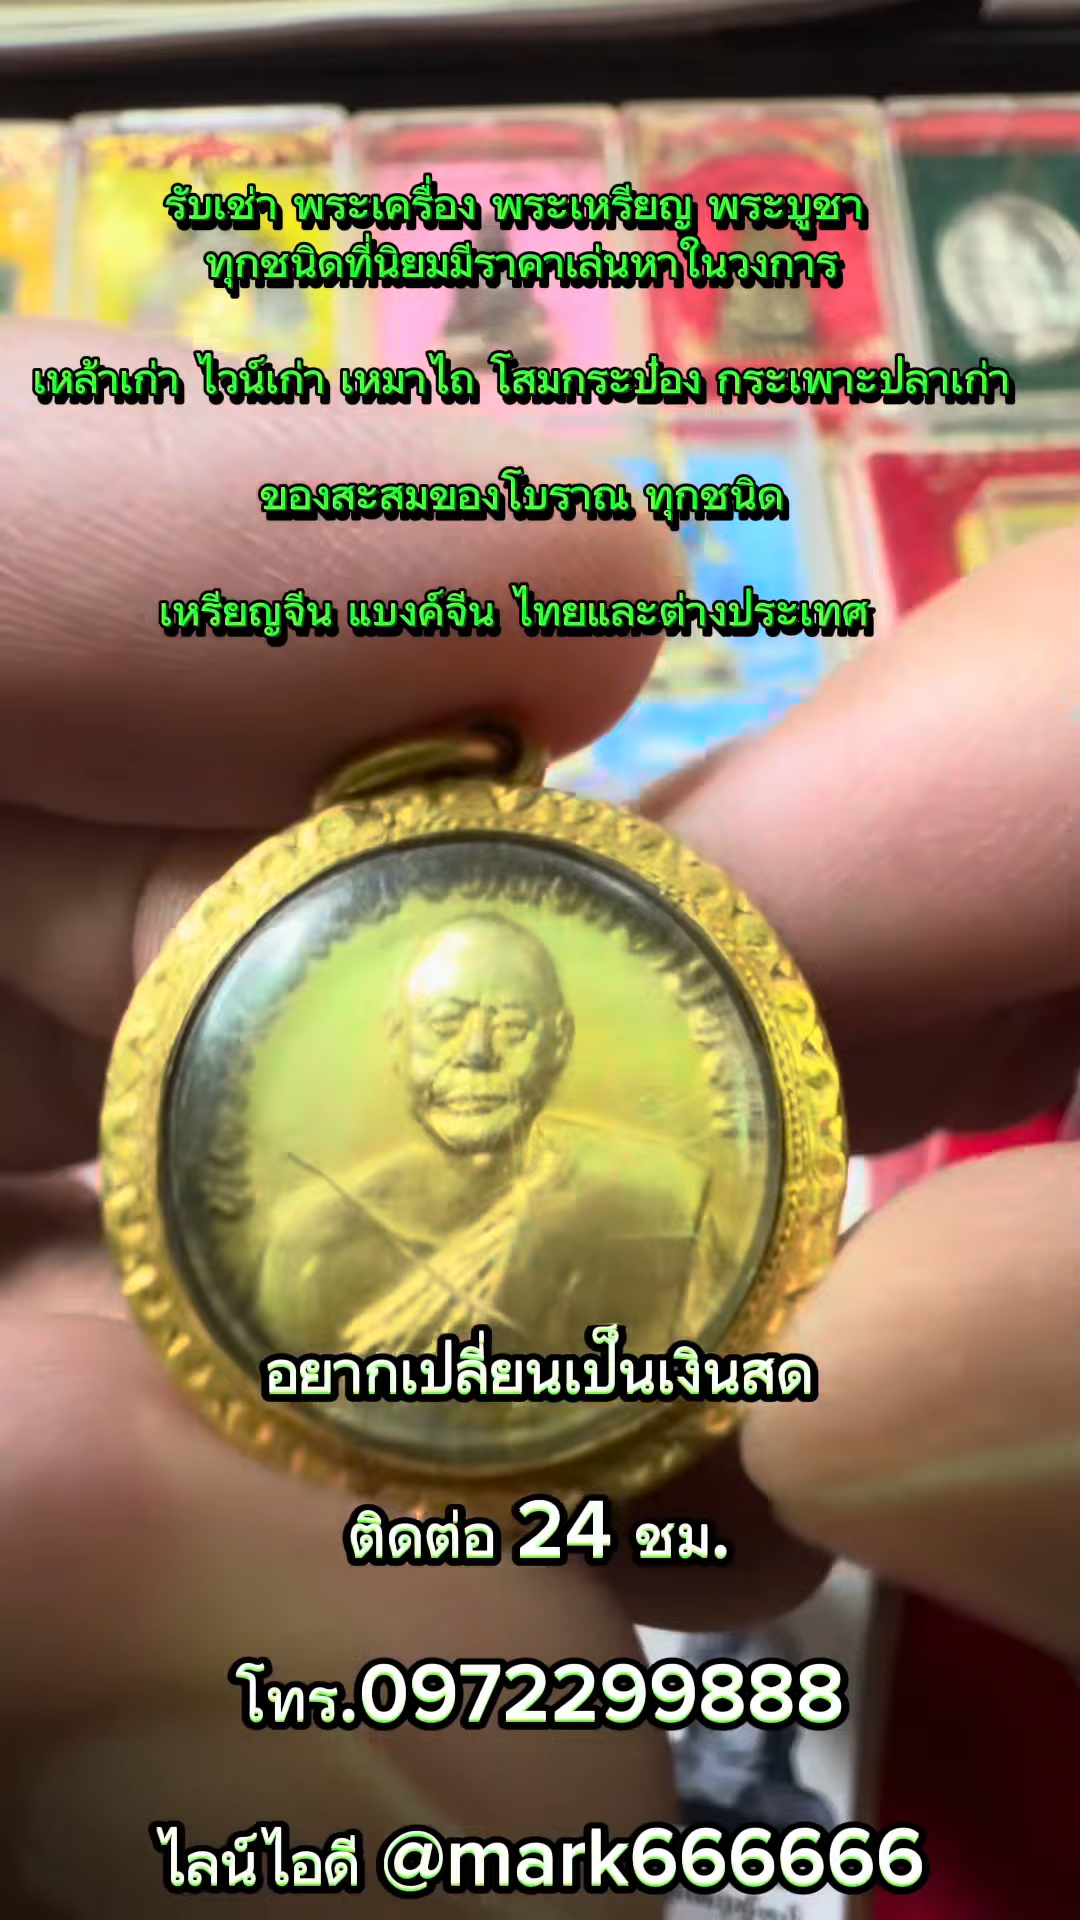 รับเช่า พระเครื่อง พระเหรียญ พระบูชา
ทุกชนิดที่นิยมมีราคาเล่นหาในวงการ
เหล้าเก่า ไวน์เก่า เหมาไถ โสมกระป๋อง กระเพาะปลาเก่า
ของสะสมของโบราณ ทุกชนิด
เหรียญจีน แบงค์จีน ไทยและต่างประเทศ
อยากเปลี่ยนเป็นเงินสด
ติดต่อ 24 ชม.
โทร.0972299888
ไลน์ไอดี @mark666666